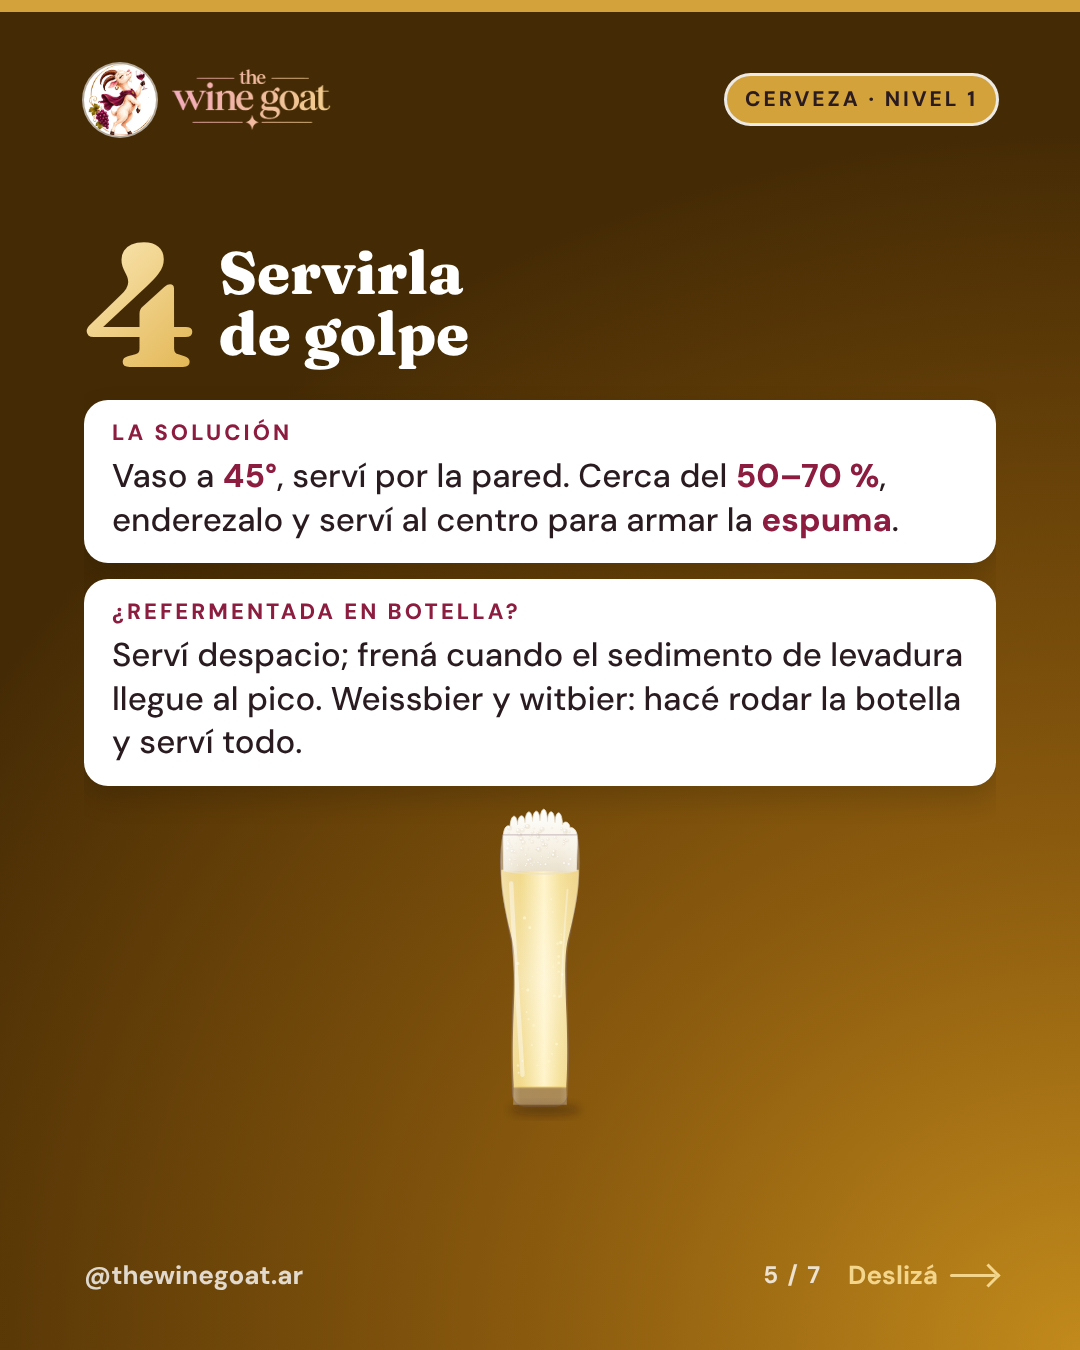 the
wine goat
CERVEZA · NIVEL 1
4
Servirla
de golpe
LA SOLUCIÓN
Vaso a 45°, serví por la pared. Cerca del 50–70 %,
enderezalo y serví al centro para armar la espuma.
¿REFERMENTADA EN BOTELLA?
Serví despacio; frená cuando el sedimento de levadura
llegue al pico. Weissbier y witbier: hacé rodar la botella
y serví todo.
@thewinegoat.ar
5 / 7 Deslizá